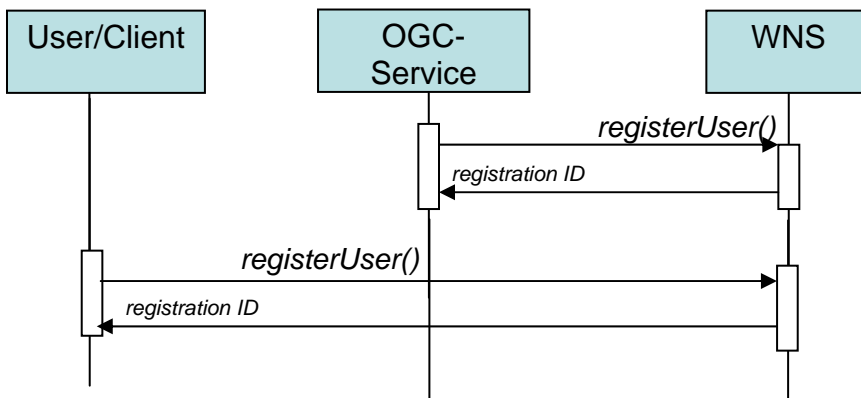 User/Client
OGC-
Service
WNS
registerUser()
registration ID
registerUser()
registration ID